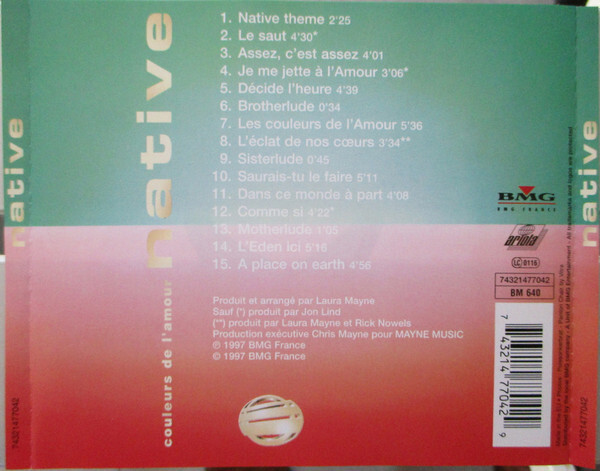 native
74321477042
couleurs de l'amour native
1. Native theme 2'25
2. Le saut 4'30*
3. Assez, c'est assez 4'01
4. Je me jette à l'Amour 3'06*
5. Décide l'heure 4'39
6. Brotherlude 0'34
7. Les couleurs de l'Amour 5'36
8. L'éclat de nos cœurs 3'34**
9. Sisterlude 0'45
10. Saurais-tu le faire 5'11
11. Dans ce monde à part 4'08
12. Comme si 4'22*
13. Motherlude 1'05
14. L'Eden ici 5'16
15. A place on earth 4'56
Produit et arrangé par Laura Mayne
Sauf (*) produit par Jon Lind
(**) produit par Laura Mayne et Rick Nowels
Production exécutive Chris Mayne pour MAYNE MUSIC
℗ 1997 BMG France
© 1997 BMG France
BMG
BMG FRANCE
ariola
LC 0116
74321477042
BM 640
7 43214 77042 9
native
74321477042